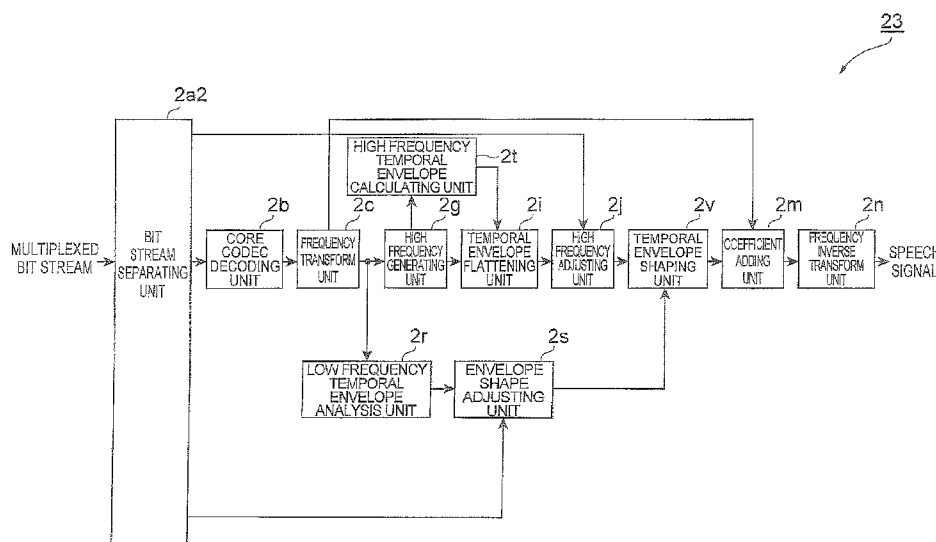 23
2a2
HIGH FREQUENCY
TEMPORAL
ENVELOPE
CALCULATING UNIT
2t
2b
2c
2g
2i
2j
2v
2m
2n
MULTIPLEXED
BIT STREAM
BIT
STREAM
SEPARATING
UNIT
CORE
CODEC
DECODING
UNIT
FREQUENCY
TRANSFORM
UNIT
HIGH
FREQUENCY
GENERATING
UNIT
TEMPORAL
ENVELOPE
FLATTENING
UNIT
HIGH
FREQUENCY
ADJUSTING
UNIT
TEMPORAL
ENVELOPE
SHAPING
UNIT
COEFFICIENT
ADDING
UNIT
FREQUENCY
INVERSE
TRANSFORM
UNIT
SPEECH
SIGNAL
2r
2s
LOW FREQUENCY
TEMPORAL
ENVELOPE
ANALYSIS UNIT
ENVELOPE
SHAPE
ADJUSTING
UNIT